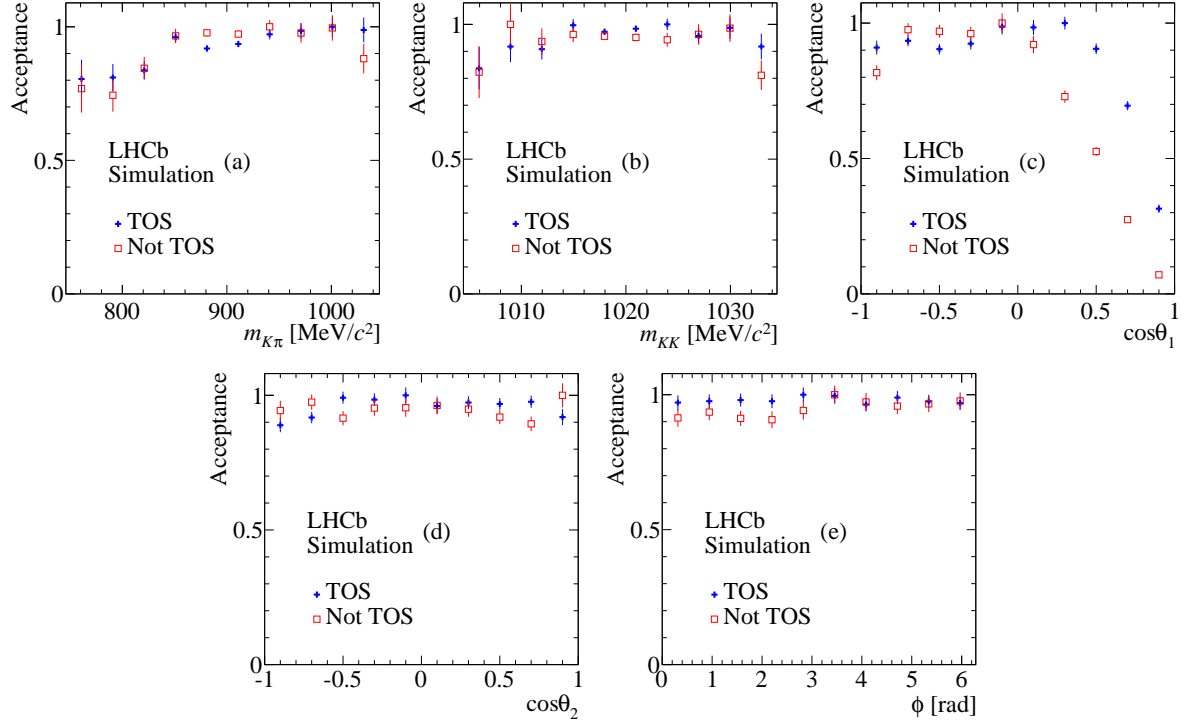 Acceptance
1
0.5
0
LHCb
Simulation
(a)
TOS
Not TOS
800
900
1000
m_{Kπ} [MeV/c²]
Acceptance
1
0.5
0
LHCb
Simulation
(b)
TOS
Not TOS
1010
1020
1030
m_{KK} [MeV/c²]
Acceptance
1
0.5
0
LHCb
Simulation
(c)
TOS
Not TOS
-1
-0.5
0
0.5
1
cosθ₁
Acceptance
1
0.5
0
LHCb
Simulation
(d)
TOS
Not TOS
-1
-0.5
0
0.5
1
cosθ₂
Acceptance
1
0.5
0
LHCb
Simulation
(e)
TOS
Not TOS
0
1
2
3
4
5
6
ϕ [rad]